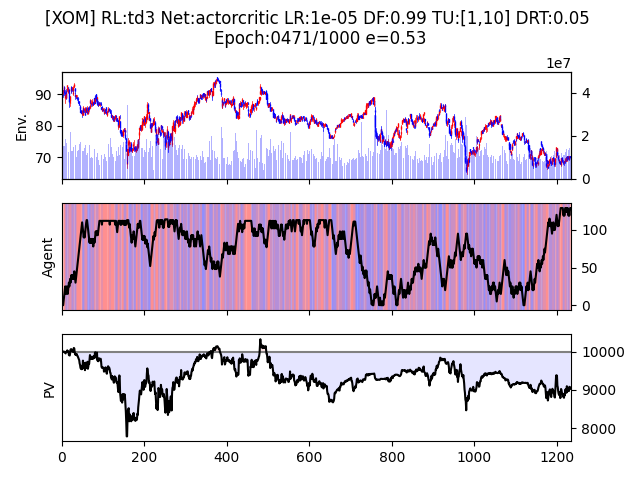 [XOM] RL:td3 Net:actorcritic LR:1e-05 DF:0.99 TU:[1,10] DRT:0.05
Epoch:0471/1000 e=0.53
1e7
90
80
70
Env.
4
2
0
Agent
100
50
0
PV
10000
9000
8000
0 200 400 600 800 1000 1200